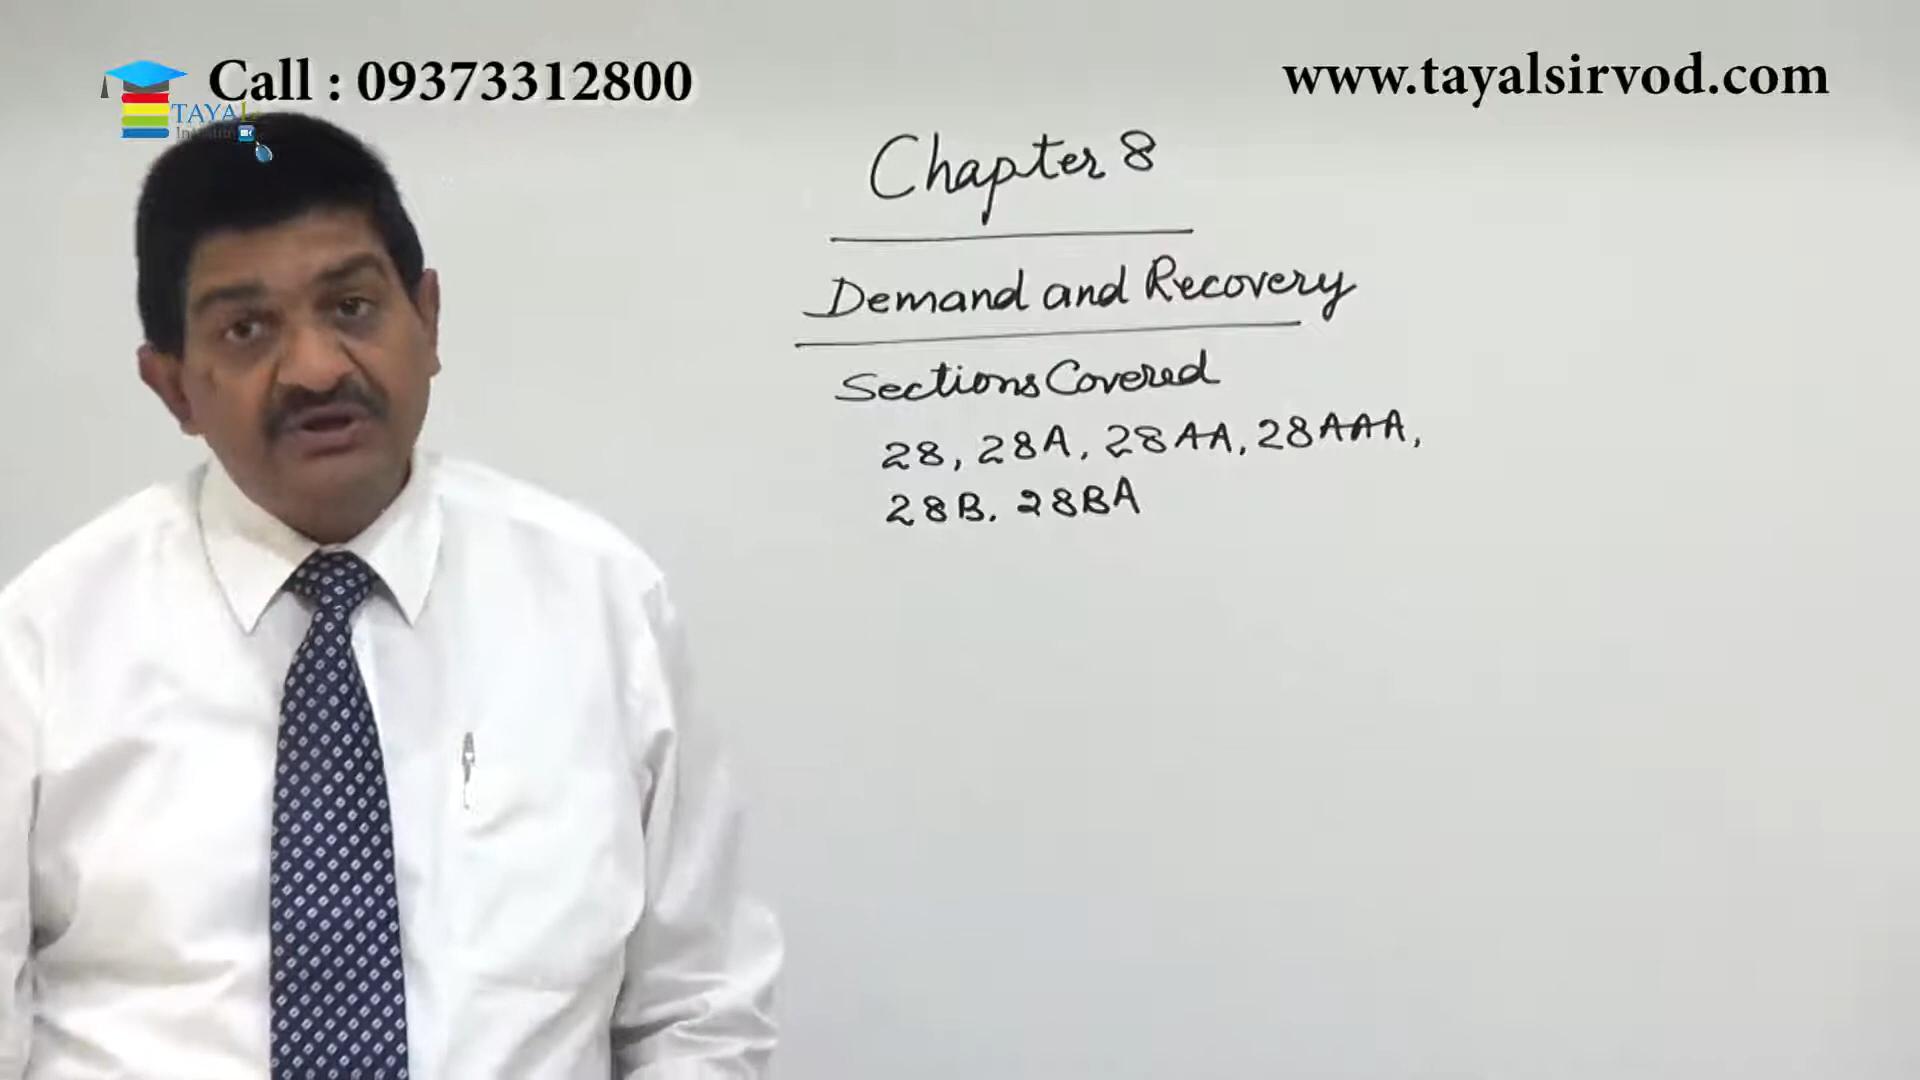 Call : 09373312800
www.tayalsirvod.com
TAYAL
Chapter 8
Demand and Recovery
Sections Covered
28, 28A, 28AA, 28AAA,
28B. 28BA